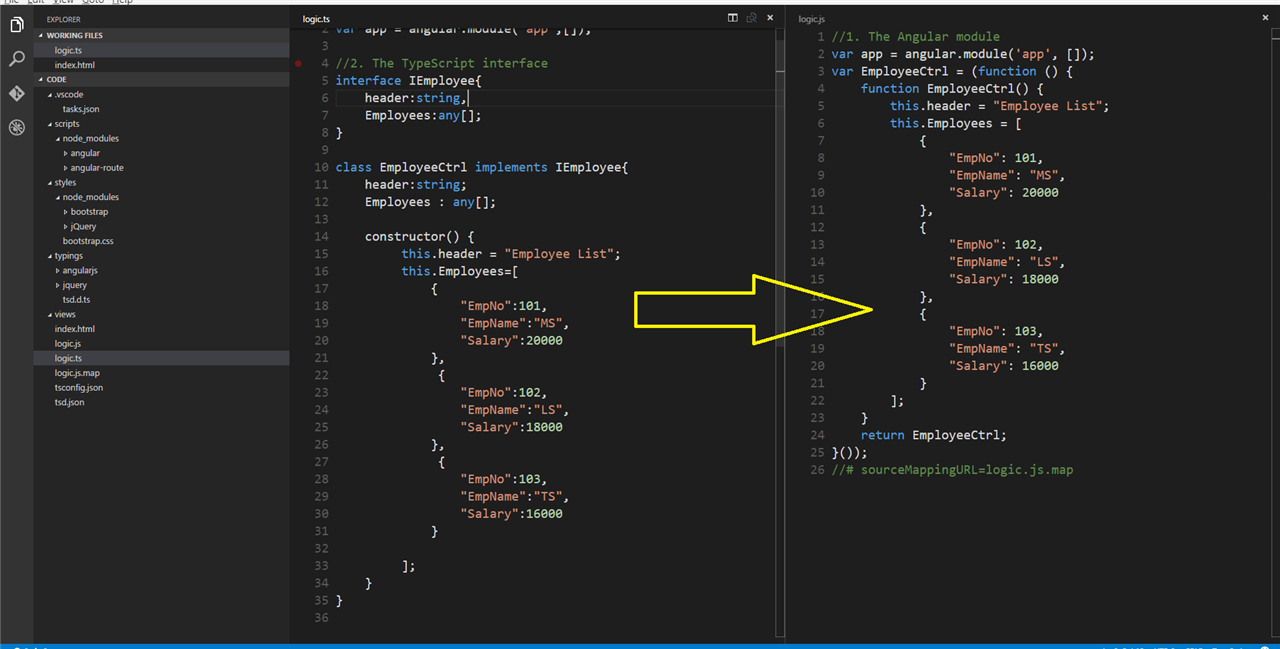 File Edit View Goto Help
EXPLORER
WORKING FILES
logic.ts
index.html
CODE
.vscode
tasks.json
scripts
node_modules
angular
angular-route
styles
node_modules
bootstrap
jQuery
bootstrap.css
typings
angularjs
jquery
tsd.d.ts
views
index.html
logic.js
logic.ts
logic.js.map
tsconfig.json
tsd.json
logic.ts
2 var app = angular.module('app',[]);
3
4 //2. The TypeScript interface
5 interface IEmployee{
6 header:string,
7 Employees:any[];
8 }
9
10 class EmployeeCtrl implements IEmployee{
11 header:string;
12 Employees : any[];
13
14 constructor() {
15 this.header = "Employee List";
16 this.Employees=[
17 {
18 "EmpNo":101,
19 "EmpName":"MS",
20 "Salary":20000
21 },
22 {
23 "EmpNo":102,
24 "EmpName":"LS",
25 "Salary":18000
26 },
27 {
28 "EmpNo":103,
29 "EmpName":"TS",
30 "Salary":16000
31 }
32
33 ];
34 }
35 }
36
logic.js
1 //1. The Angular module
2 var app = angular.module('app', []);
3 var EmployeeCtrl = (function () {
4 function EmployeeCtrl() {
5 this.header = "Employee List";
6 this.Employees = [
7 {
8 "EmpNo": 101,
9 "EmpName": "MS",
10 "Salary": 20000
11 },
12 {
13 "EmpNo": 102,
14 "EmpName": "LS",
15 "Salary": 18000
16 },
17 {
18 "EmpNo": 103,
19 "EmpName": "TS",
20 "Salary": 16000
21 }
22 ];
23 }
24 return EmployeeCtrl;
25 }());
26 //# sourceMappingURL=logic.js.map